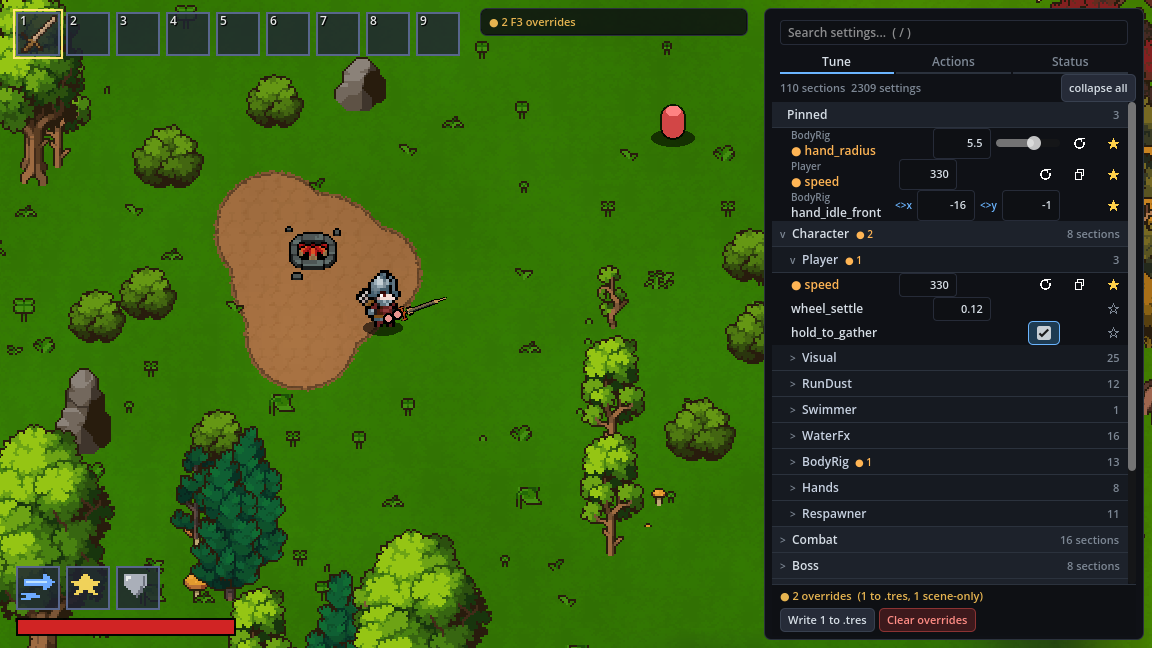 1 2 3 4 5 6 7 8 9
2 F3 overrides
Search settings... ( / )
Tune Actions Status
110 sections 2309 settings collapse all
Pinned 3
BodyRig
hand_radius 5.5
Player
speed 330
BodyRig
hand_idle_front <>x -16 <>y -1
v Character 2 8 sections
v Player 1 3
speed 330
wheel_settle 0.12
hold_to_gather
> Visual 25
> RunDust 12
> Swimmer 1
> WaterFx 16
> BodyRig 1 13
> Hands 8
> Respawner 11
> Combat 16 sections
> Boss 8 sections
2 overrides (1 to .tres, 1 scene-only)
Write 1 to .tres Clear overrides